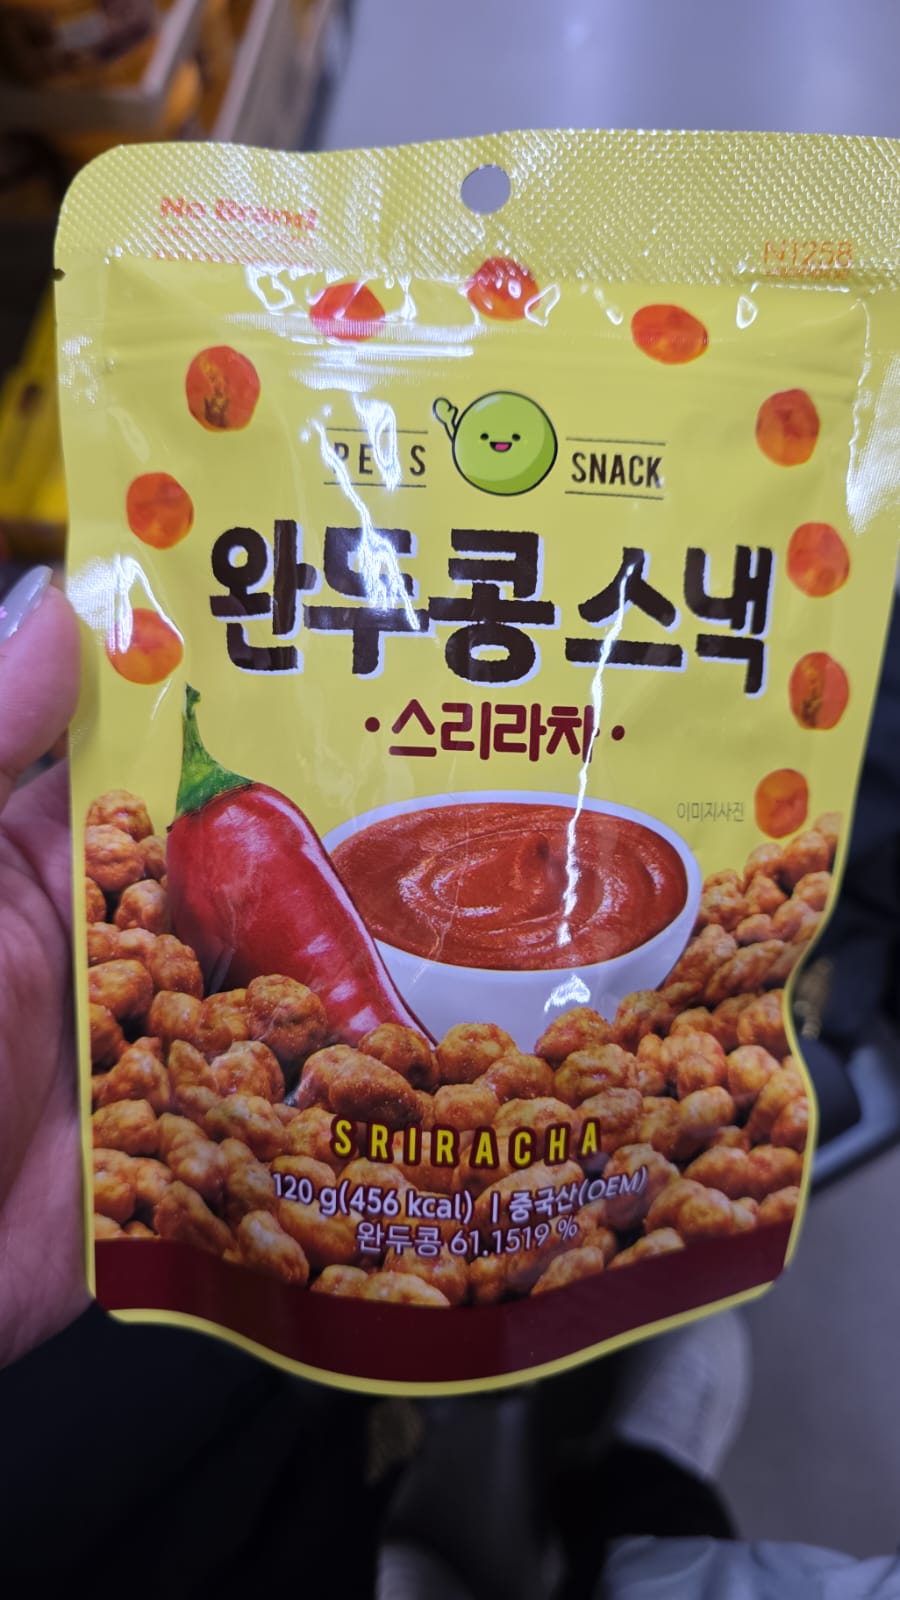 No Brand
N1258
PE S SNACK
완두콩 스낵
·스리라차·
이미지사진
SRIRACHA
120 g(456 kcal) | 중국산(OEM)
완두콩 61.1519 %